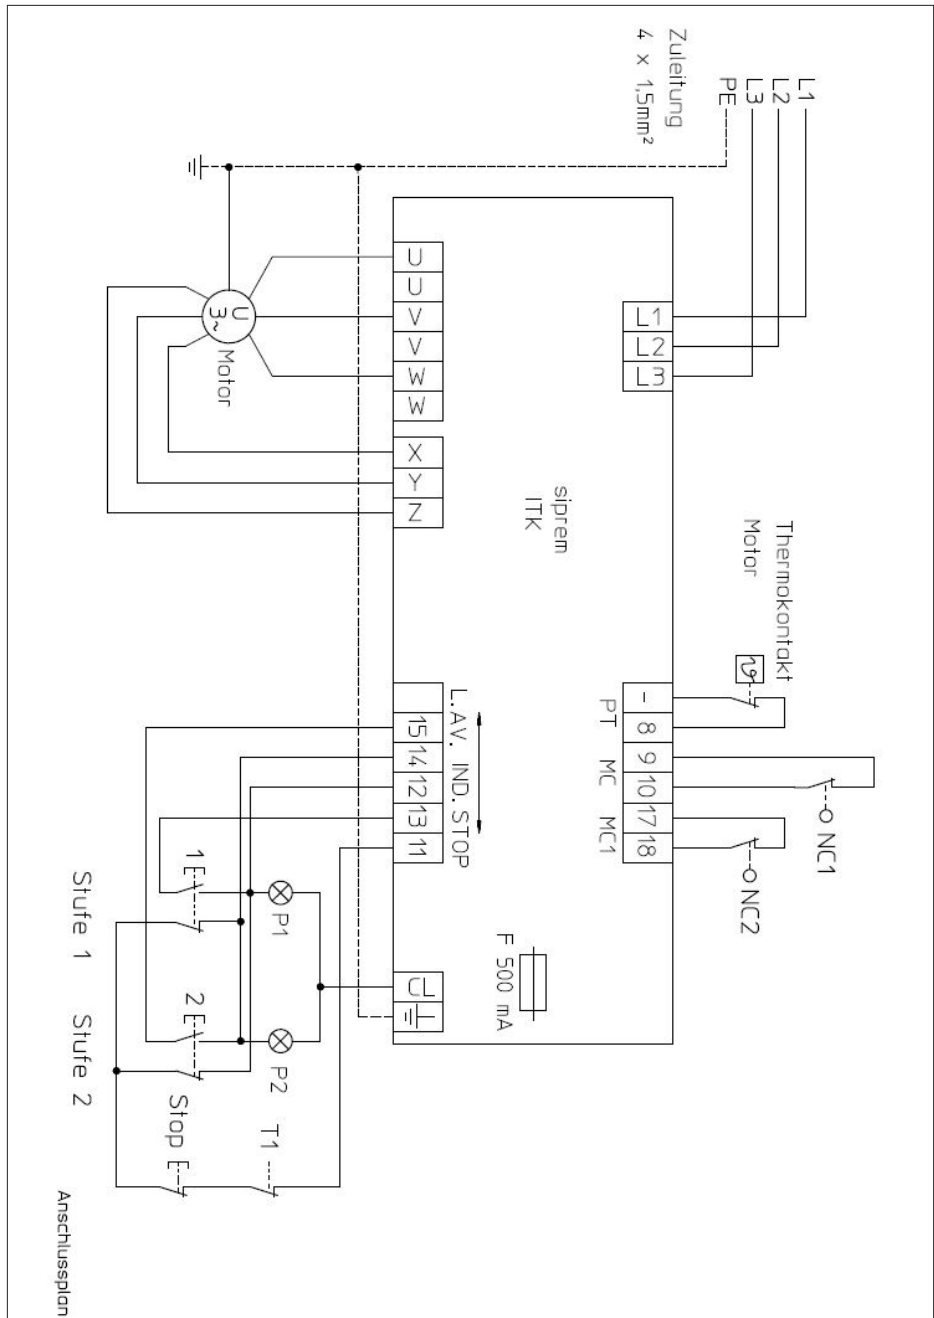 L1
L2
L3
PE
Zuleitung
4 x 1,5mm²
Thermokontakt
Motor
NC1
NC2
ϑ
L1 L2 L3
- 8 9 10 17 18
PT MC MC1
siprem
ITK
F 500 mA
L.AV. IND. STOP
U U V V W W X Y Z
15 14 12 13 11
P1 P2 T1
U
3~
Motor
1 2 Stop
Stufe 1 Stufe 2
Anschlussplan